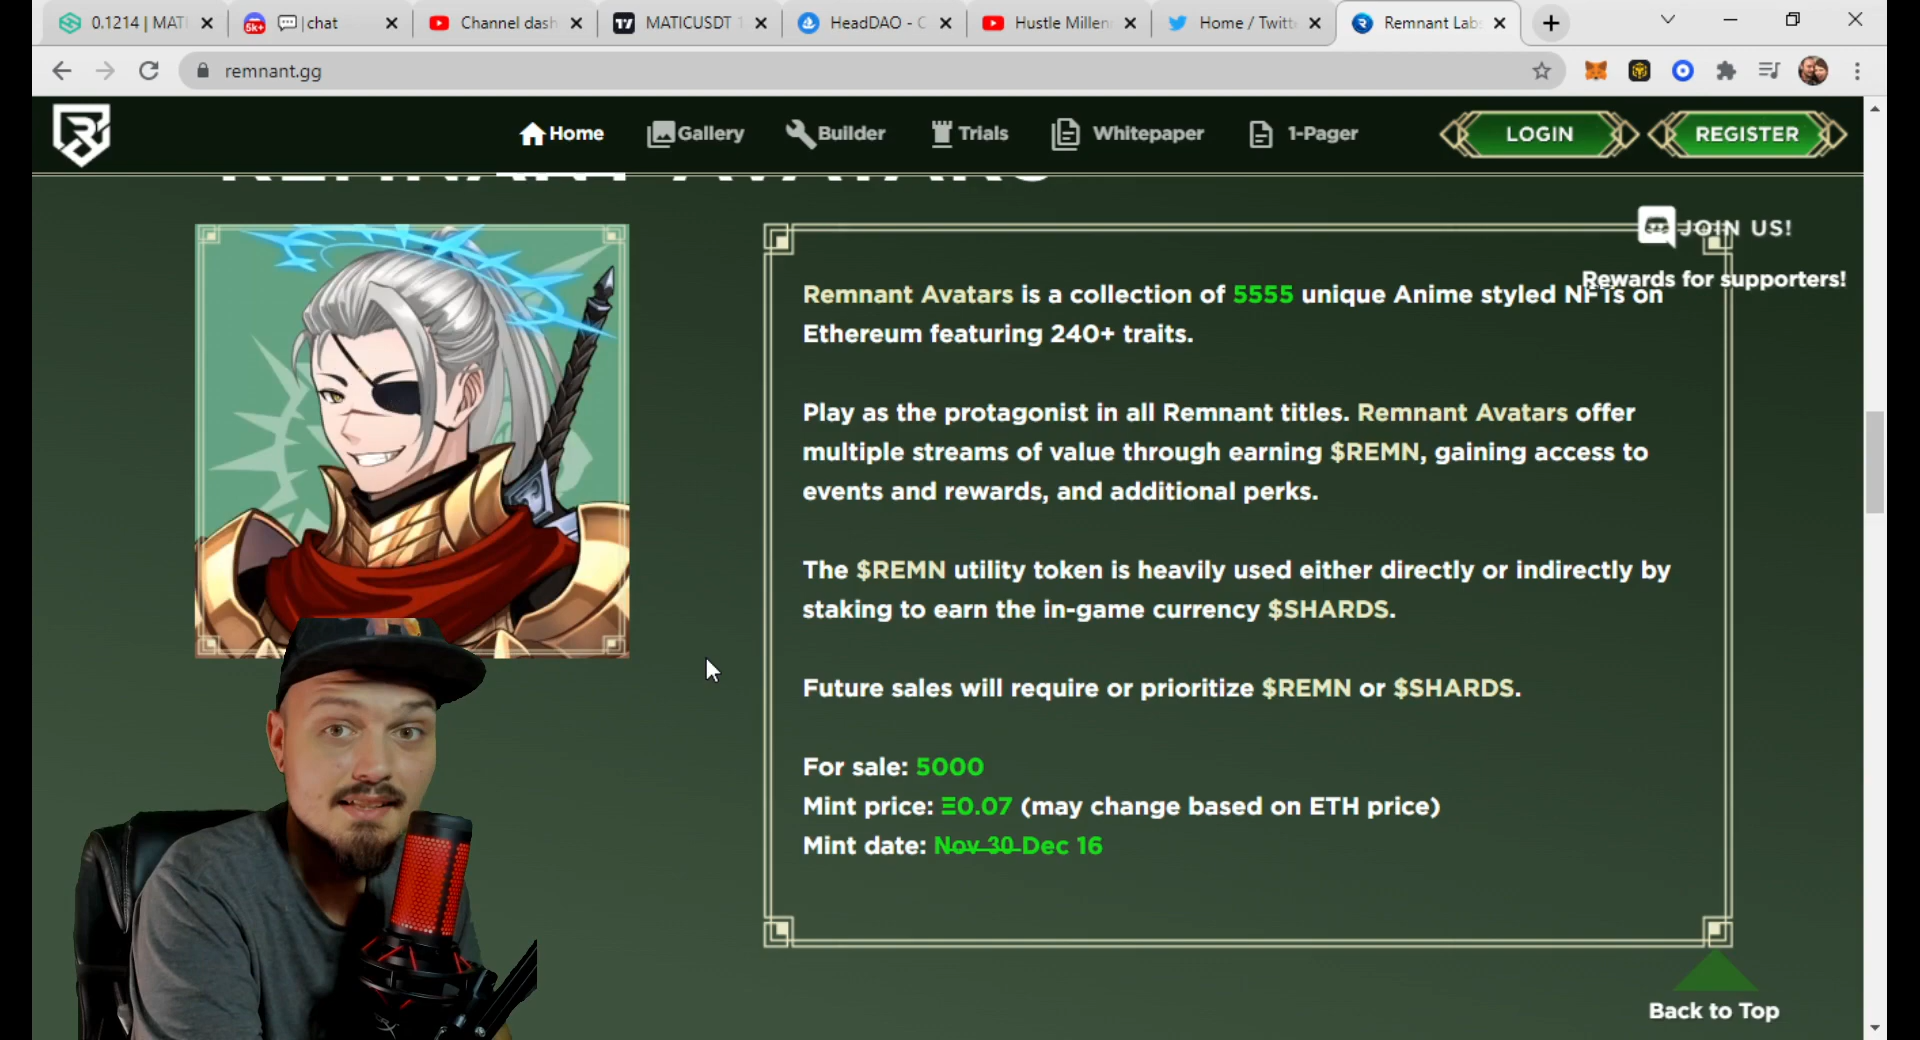 0.1214 | MATI
5K+
chat
Channel dash
MATICUSDT
HeadDAO - C
Hustle Millen
Home / Twitt
Remnant Lab
remnant.gg
Home
Gallery
Builder
Trials
Whitepaper
1-Pager
LOGIN
REGISTER
REMNANT AVATARS
JOIN US!
Rewards for supporters!
Remnant Avatars is a collection of 5555 unique Anime styled NFTs on
Ethereum featuring 240+ traits.
Play as the protagonist in all Remnant titles. Remnant Avatars offer
multiple streams of value through earning $REMN, gaining access to
events and rewards, and additional perks.
The $REMN utility token is heavily used either directly or indirectly by
staking to earn the in-game currency $SHARDS.
Future sales will require or prioritize $REMN or $SHARDS.
For sale: 5000
Mint price: Ξ0.07 (may change based on ETH price)
Mint date: Nov 30 Dec 16
Back to Top